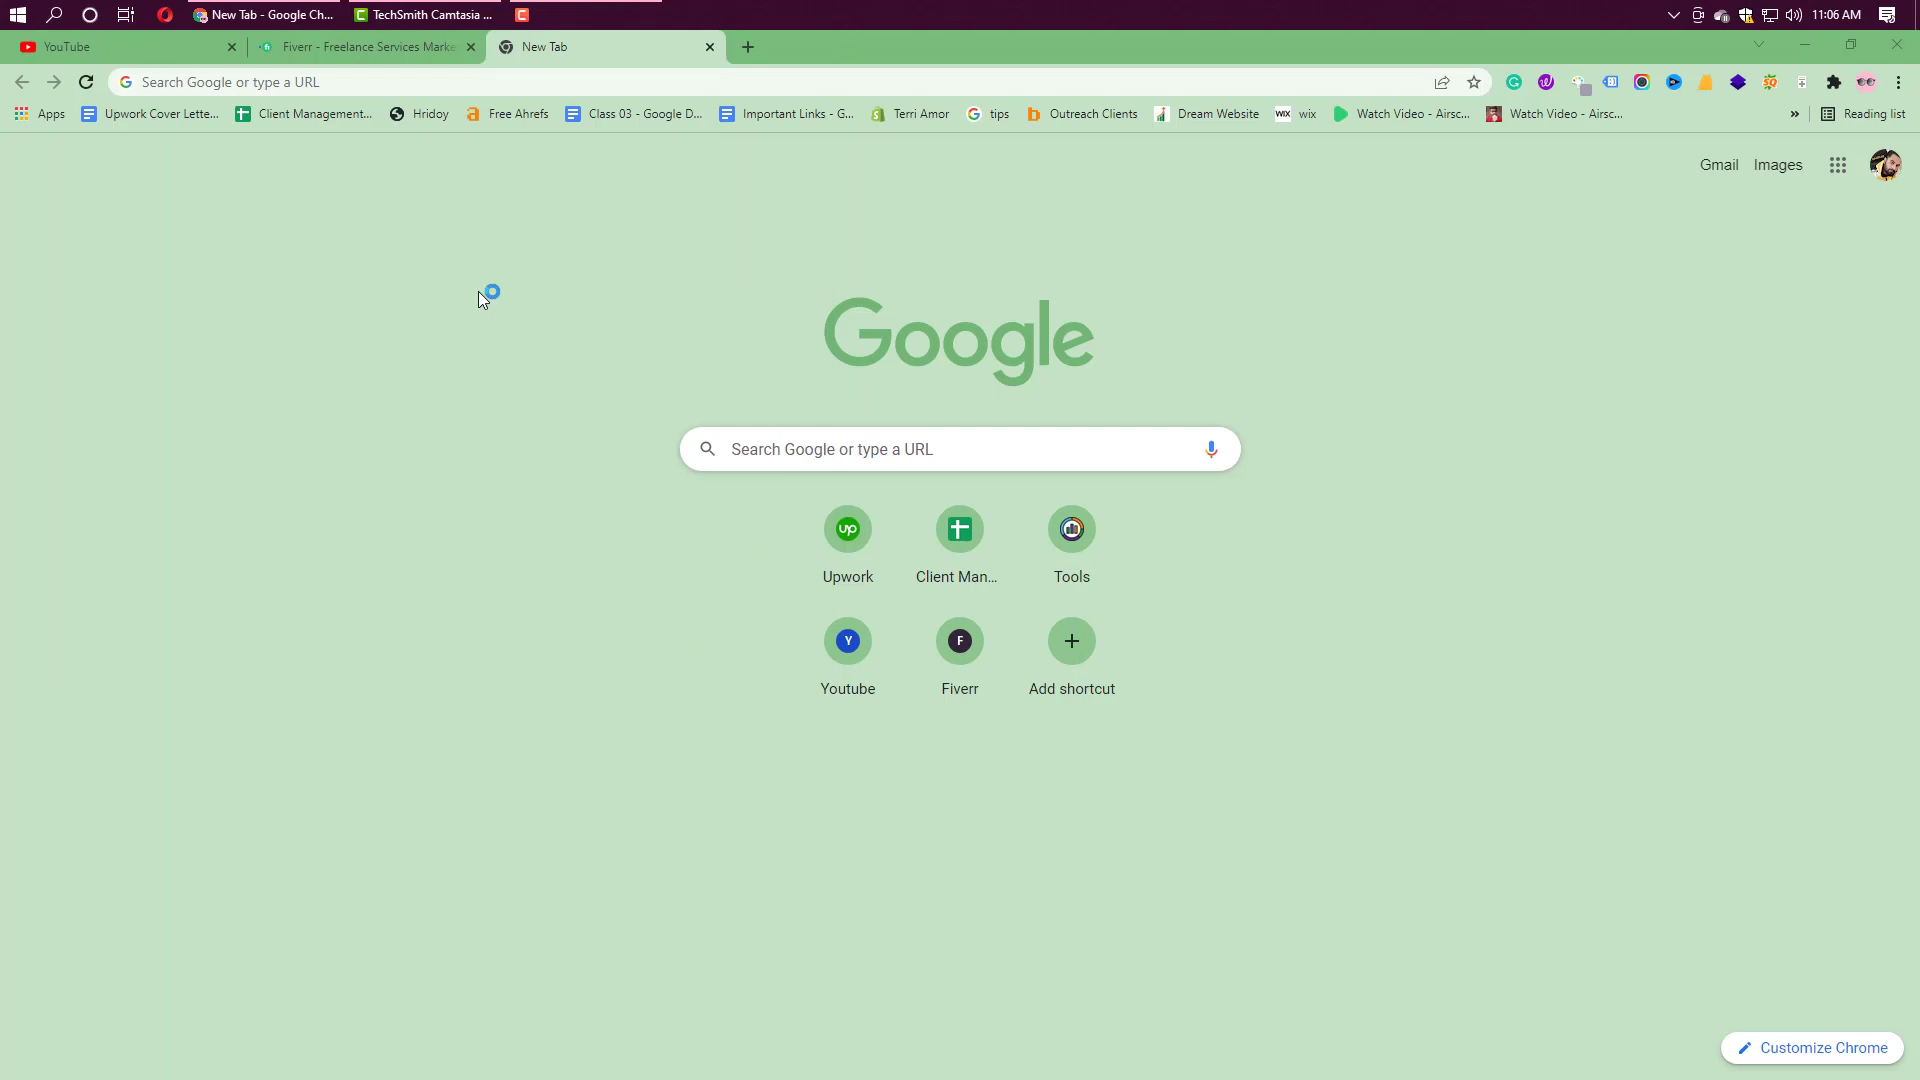 New Tab - Google Ch...
TechSmith Camtasia ...
11:06 AM
YouTube
Fiverr - Freelance Services Marke
New Tab
Search Google or type a URL
Apps
Upwork Cover Lette...
Client Management...
Hridoy
Free Ahrefs
Class 03 - Google D...
Important Links - G...
Terri Amor
tips
Outreach Clients
Dream Website
WIX wix
Watch Video - Airsc...
Watch Video - Airsc...
»
Reading list
Gmail
Images
Google
Search Google or type a URL
up
Upwork
Client Man...
Tools
Y
Youtube
F
Fiverr
Add shortcut
Customize Chrome